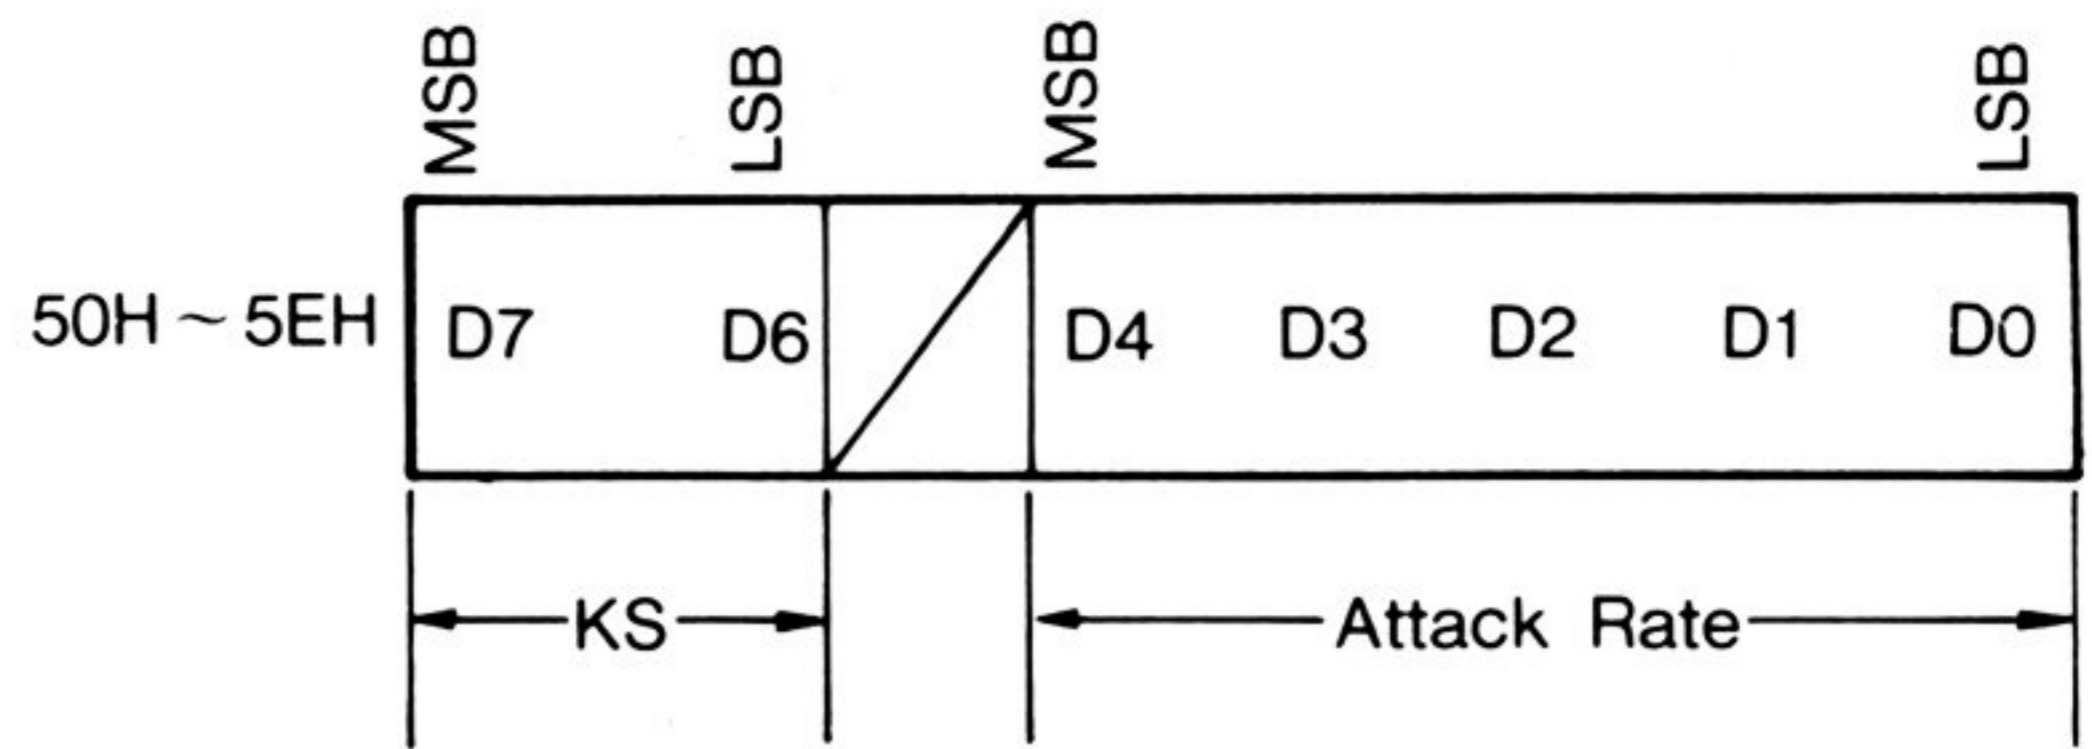 MSB LSB MSB LSB
50H ~ 5EH D7 D6 D4 D3 D2 D1 D0
KS Attack Rate